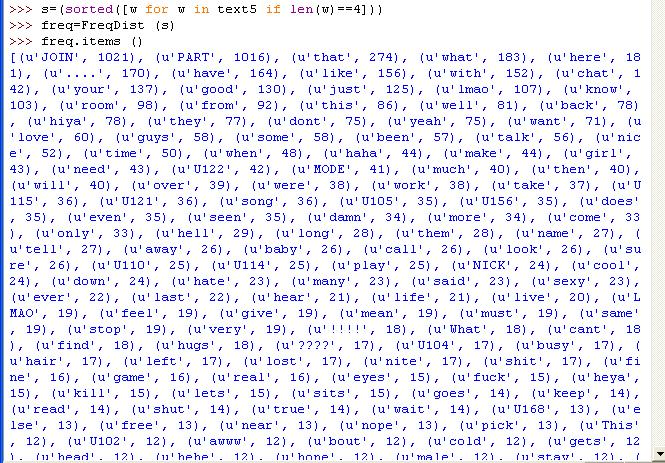 >>> s=(sorted([w for w in text5 if len(w)==4]))
>>> freq=FreqDist (s)
>>> freq.items ()
[(u'JOIN', 1021), (u'PART', 1016), (u'that', 274), (u'what', 183), (u'here', 18
1), (u'....', 170), (u'have', 164), (u'like', 156), (u'with', 152), (u'chat', 1
42), (u'your', 137), (u'good', 130), (u'just', 125), (u'lmao', 107), (u'know',
103), (u'room', 98), (u'from', 92), (u'this', 86), (u'well', 81), (u'back', 78)
, (u'hiya', 78), (u'they', 77), (u'dont', 75), (u'yeah', 75), (u'want', 71), (u
'love', 60), (u'guys', 58), (u'some', 58), (u'been', 57), (u'talk', 56), (u'nic
e', 52), (u'time', 50), (u'when', 48), (u'haha', 44), (u'make', 44), (u'girl',
43), (u'need', 43), (u'U122', 42), (u'MODE', 41), (u'much', 40), (u'then', 40),
(u'will', 40), (u'over', 39), (u'were', 38), (u'work', 38), (u'take', 37), (u'U
115', 36), (u'U121', 36), (u'song', 36), (u'U105', 35), (u'U156', 35), (u'does'
, 35), (u'even', 35), (u'seen', 35), (u'damn', 34), (u'more', 34), (u'come', 33
), (u'only', 33), (u'hell', 29), (u'long', 28), (u'them', 28), (u'name', 27), (
u'tell', 27), (u'away', 26), (u'baby', 26), (u'call', 26), (u'look', 26), (u'su
re', 26), (u'U110', 25), (u'U114', 25), (u'play', 25), (u'NICK', 24), (u'cool',
24), (u'down', 24), (u'hate', 23), (u'many', 23), (u'said', 23), (u'sexy', 23),
(u'ever', 22), (u'last', 22), (u'hear', 21), (u'life', 21), (u'live', 20), (u'L
MAO', 19), (u'feel', 19), (u'give', 19), (u'mean', 19), (u'must', 19), (u'same'
, 19), (u'stop', 19), (u'very', 19), (u'!!!!', 18), (u'What', 18), (u'cant', 18
), (u'find', 18), (u'hugs', 18), (u'????', 17), (u'U104', 17), (u'busy', 17), (
u'hair', 17), (u'left', 17), (u'lost', 17), (u'nite', 17), (u'shit', 17), (u'fi
ne', 16), (u'game', 16), (u'real', 16), (u'eyes', 15), (u'fuck', 15), (u'heya',
15), (u'kill', 15), (u'lets', 15), (u'sits', 15), (u'goes', 14), (u'keep', 14),
(u'read', 14), (u'shut', 14), (u'true', 14), (u'wait', 14), (u'U168', 13), (u'e
lse', 13), (u'free', 13), (u'near', 13), (u'nope', 13), (u'pick', 13), (u'This'
, 12), (u'U102', 12), (u'awww', 12), (u'bout', 12), (u'cold', 12), (u'gets', 12
), (u'head', 12), (u'hehe', 12), (u'hope', 12), (u'male', 12), (u'stay', 12), (